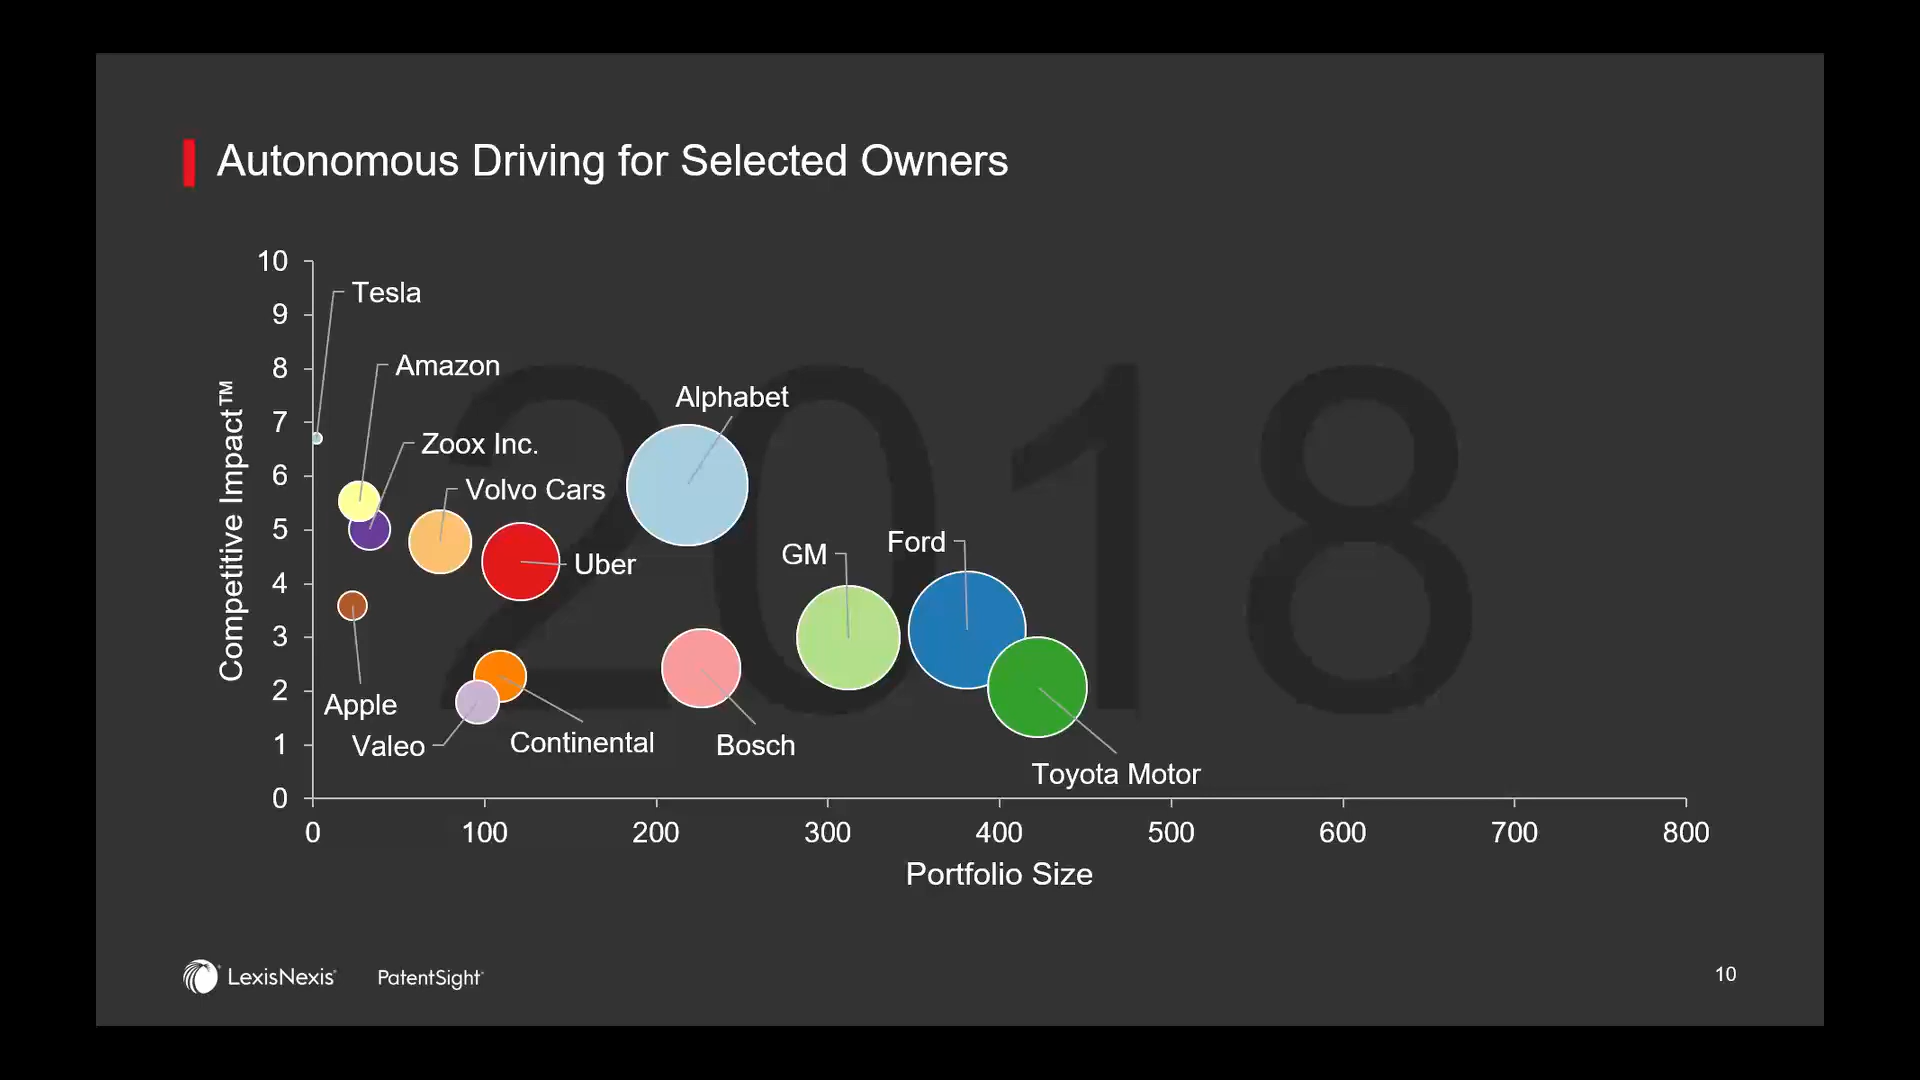 Autonomous Driving for Selected Owners
10
9
8
7
6
5
4
3
2
1
0
Competitive Impact™
Tesla
Amazon
Zoox Inc.
Volvo Cars
Uber
Alphabet
GM
Ford
Apple
Valeo
Continental
Bosch
Toyota Motor
2018
0 100 200 300 400 500 600 700 800
Portfolio Size
LexisNexis PatentSight
10